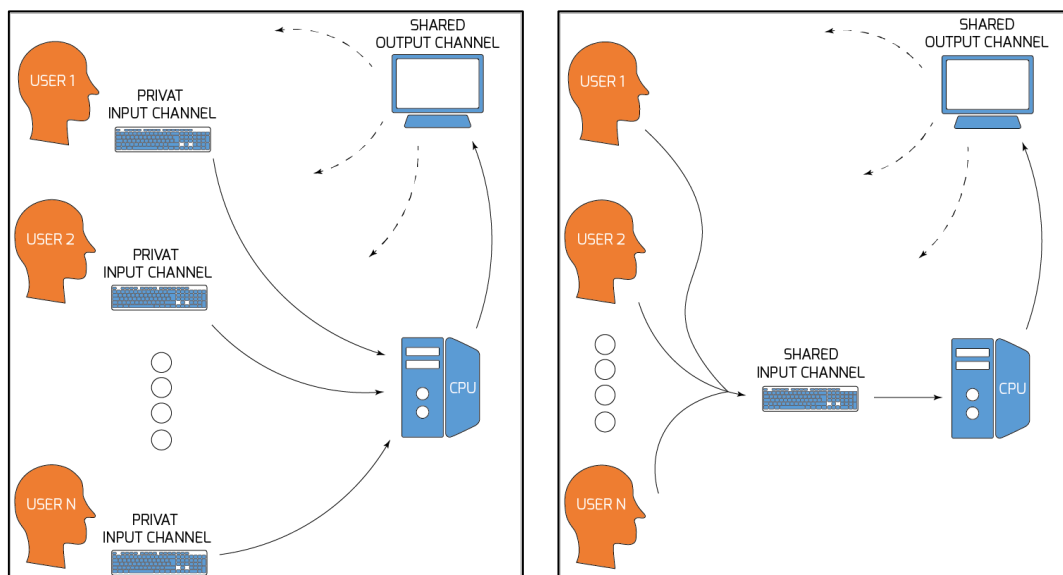 SHARED
OUTPUT CHANNEL
USER 1
PRIVAT
INPUT CHANNEL
USER 2
PRIVAT
INPUT CHANNEL
CPU
USER N
PRIVAT
INPUT CHANNEL
SHARED
OUTPUT CHANNEL
USER 1
USER 2
SHARED
INPUT CHANNEL
CPU
USER N